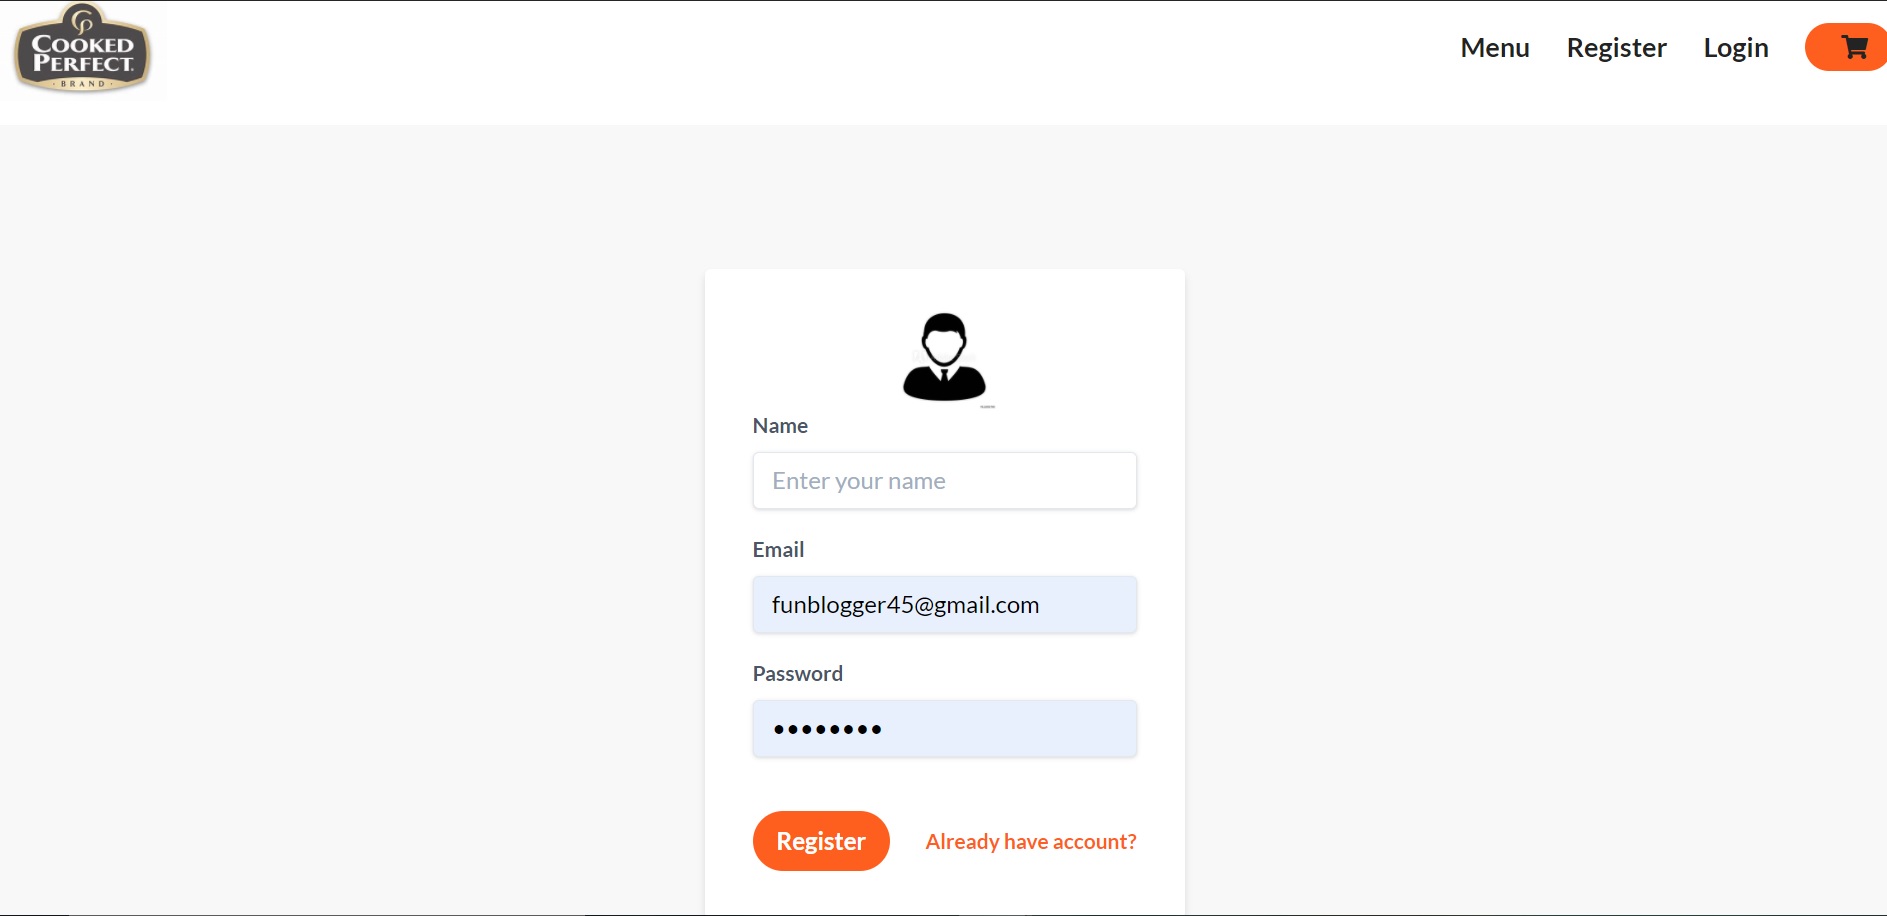 COOKED
PERFECT
BRAND
Menu
Register
Login
Name
Enter your name
Email
funblogger45@gmail.com
Password
Register
Already have account?